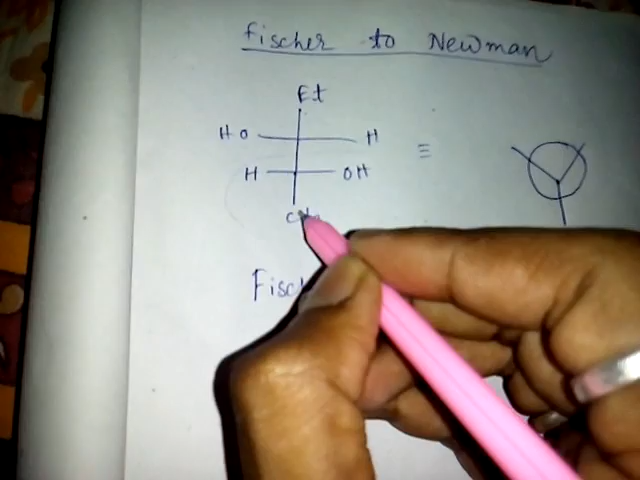 Fischer to Newman
Et
HO H
≡
H OH